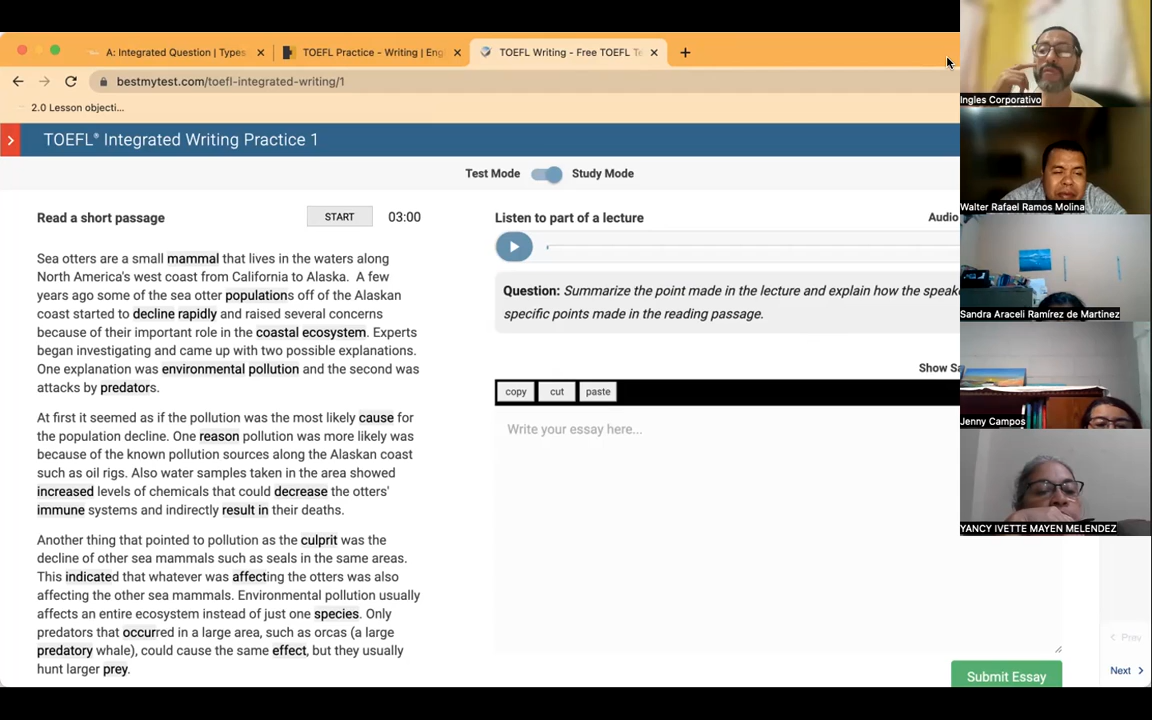 A: Integrated Question | Types
TOEFL Practice - Writing | Eng
TOEFL Writing - Free TOEFL Te
bestmytest.com/toefl-integrated-writing/1
2.0 Lesson objecti...
TOEFL® Integrated Writing Practice 1
Test Mode Study Mode
Read a short passage START 03:00
Sea otters are a small mammal that lives in the waters along
North America's west coast from California to Alaska. A few
years ago some of the sea otter populations off of the Alaskan
coast started to decline rapidly and raised several concerns
because of their important role in the coastal ecosystem. Experts
began investigating and came up with two possible explanations.
One explanation was environmental pollution and the second was
attacks by predators.
At first it seemed as if the pollution was the most likely cause for
the population decline. One reason pollution was more likely was
because of the known pollution sources along the Alaskan coast
such as oil rigs. Also water samples taken in the area showed
increased levels of chemicals that could decrease the otters'
immune systems and indirectly result in their deaths.
Another thing that pointed to pollution as the culprit was the
decline of other sea mammals such as seals in the same areas.
This indicated that whatever was affecting the otters was also
affecting the other sea mammals. Environmental pollution usually
affects an entire ecosystem instead of just one species. Only
predators that occurred in a large area, such as orcas (a large
predatory whale), could cause the same effect, but they usually
hunt larger prey.
Listen to part of a lecture Audio
Question: Summarize the point made in the lecture and explain how the speake
specific points made in the reading passage.
Show Sa
copy cut paste
Write your essay here...
Submit Essay
Prev
Next
Ingles Corporativo
Walter Rafael Ramos Molina
Sandra Araceli Ramírez de Martinez
Jenny Campos
YANCY IVETTE MAYEN MELENDEZ